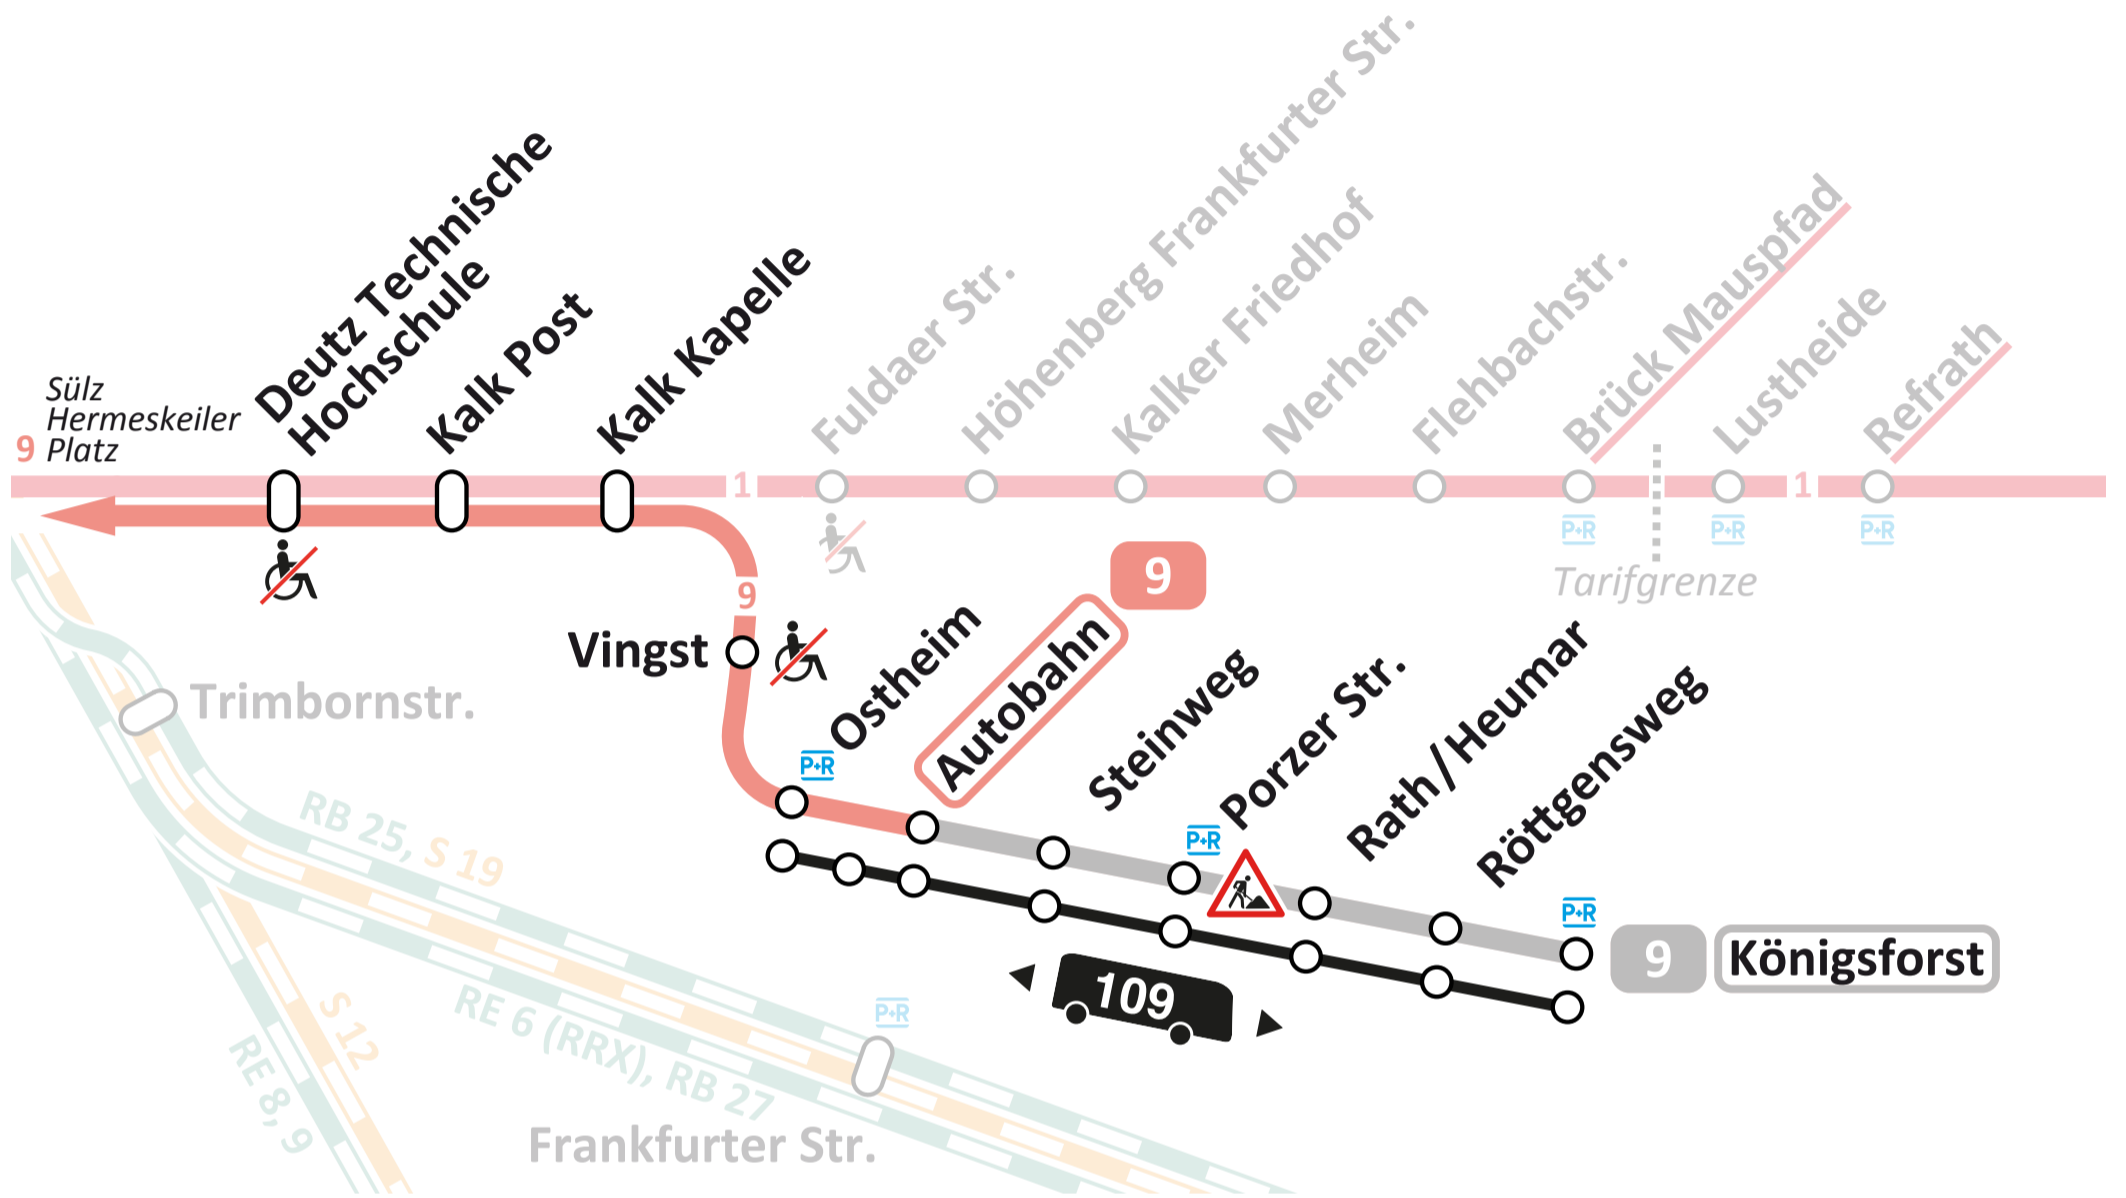 Sülz
Hermeskeiler
9 Platz
Deutz Technische
Hochschule
Kalk Post
Kalk Kapelle
Fuldaer Str.
Höhenberg Frankfurter Str.
Kalker Friedhof
Merheim
Flehbachstr.
Brück Mauspfad
Lustheide
Refrath
1
1
P+R
P+R
P+R
Tarifgrenze
9
9
Vingst
P+R
Ostheim
Autobahn
Steinweg
P+R
Porzer Str.
Rath/Heumar
Röttgensweg
P+R
9
Königsforst
109
Trimbornstr.
RB 25, S 19
RE 6 (RRX), RB 27
S 12
RE 8, 9
P+R
Frankfurter Str.